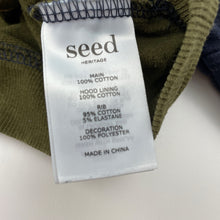 seed
HERITAGE
MAIN
100% COTTON
HOOD LINING
100% COTTON
RIB
95% COTTON
5% ELASTANE
DECORATION
100% POLYESTER
MADE IN CHINA